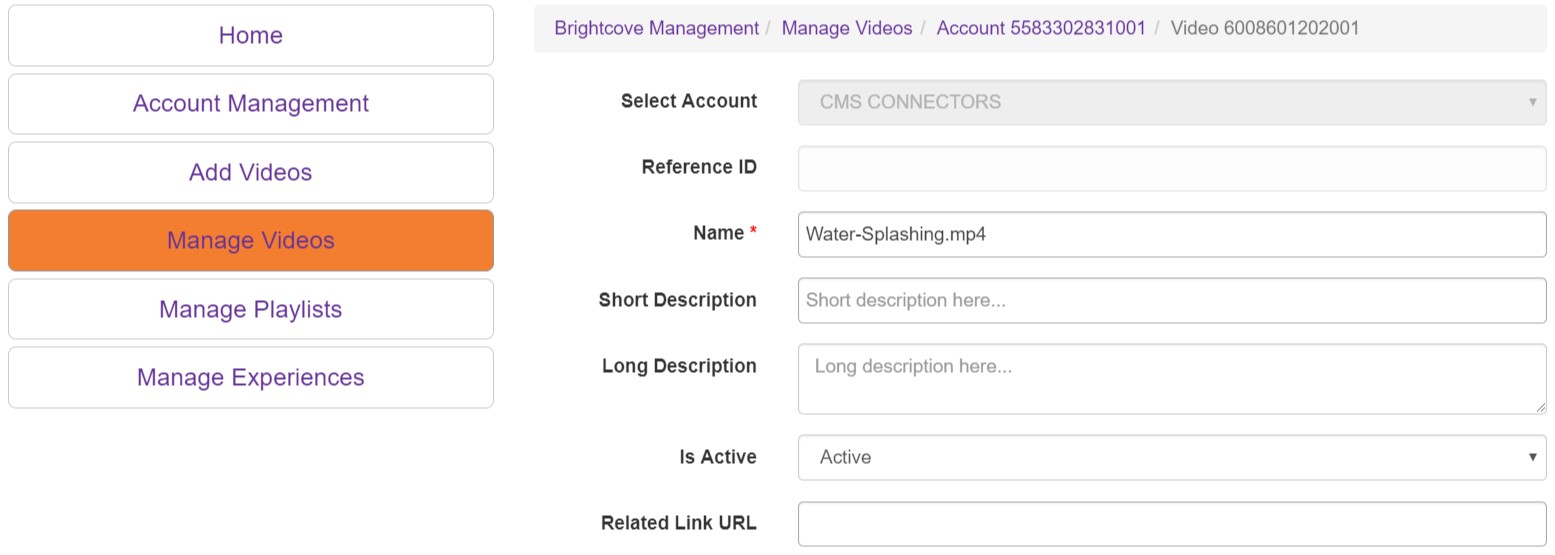 Home
Account Management
Add Videos
Manage Videos
Manage Playlists
Manage Experiences
Brightcove Management / Manage Videos / Account 5583302831001 / Video 6008601202001
Select Account CMS CONNECTORS
Reference ID
Name * Water-Splashing.mp4
Short Description Short description here...
Long Description Long description here...
Is Active Active
Related Link URL